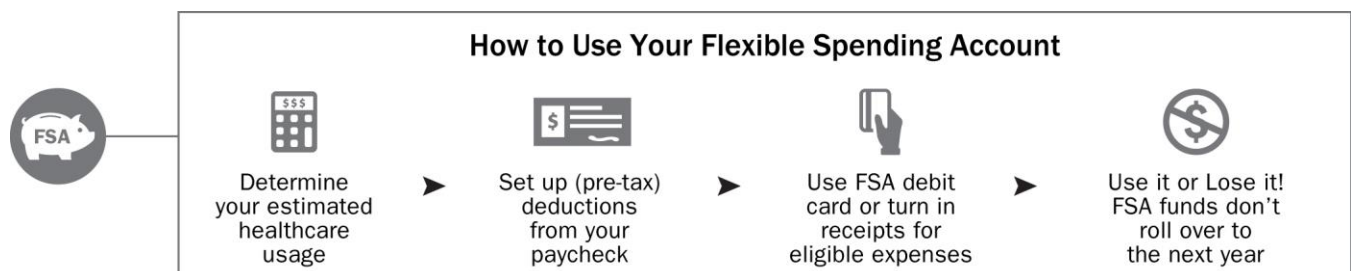 How to Use Your Flexible Spending Account
FSA
$$$
$
$
Determine
your estimated
healthcare
usage
Set up (pre-tax)
deductions
from your
paycheck
Use FSA debit
card or turn in
receipts for
eligible expenses
Use it or Lose it!
FSA funds don’t
roll over to
the next year